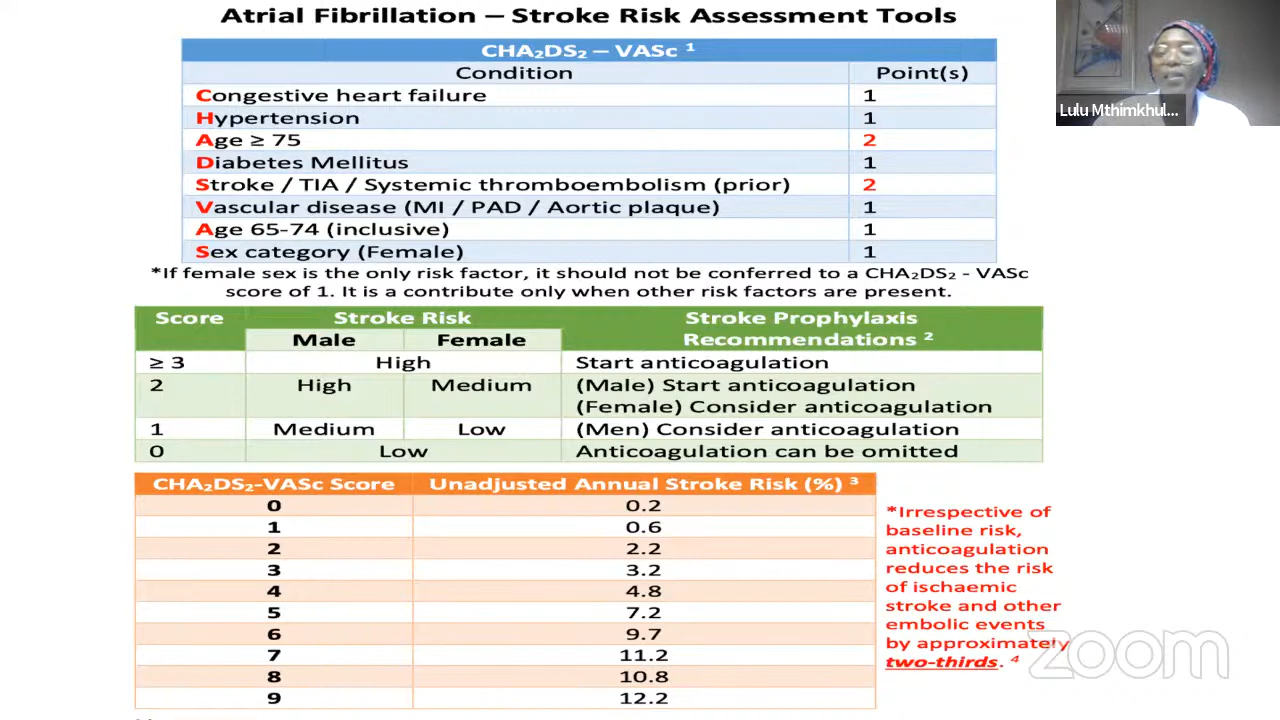 Atrial Fibrillation – Stroke Risk Assessment Tools
CHA₂DS₂ – VASc ¹
Condition Point(s)
Congestive heart failure 1
Hypertension 1
Age ≥ 75 2
Diabetes Mellitus 1
Stroke / TIA / Systemic thromboembolism (prior) 2
Vascular disease (MI / PAD / Aortic plaque) 1
Age 65-74 (inclusive) 1
Sex category (Female) 1
*If female sex is the only risk factor, it should not be conferred to a CHA₂DS₂ - VASc
score of 1. It is a contribute only when other risk factors are present.
Score Stroke Risk Stroke Prophylaxis
Male Female Recommendations ²
≥ 3 High Start anticoagulation
2 High Medium (Male) Start anticoagulation
(Female) Consider anticoagulation
1 Medium Low (Men) Consider anticoagulation
0 Low Anticoagulation can be omitted
CHA₂DS₂-VASc Score Unadjusted Annual Stroke Risk (%) ³
0 0.2
1 0.6
2 2.2
3 3.2
4 4.8
5 7.2
6 9.7
7 11.2
8 10.8
9 12.2
*Irrespective of
baseline risk,
anticoagulation
reduces the risk
of ischaemic
stroke and other
embolic events
by approximately
two-thirds. ⁴
Lulu Mthimkhul...
zoom